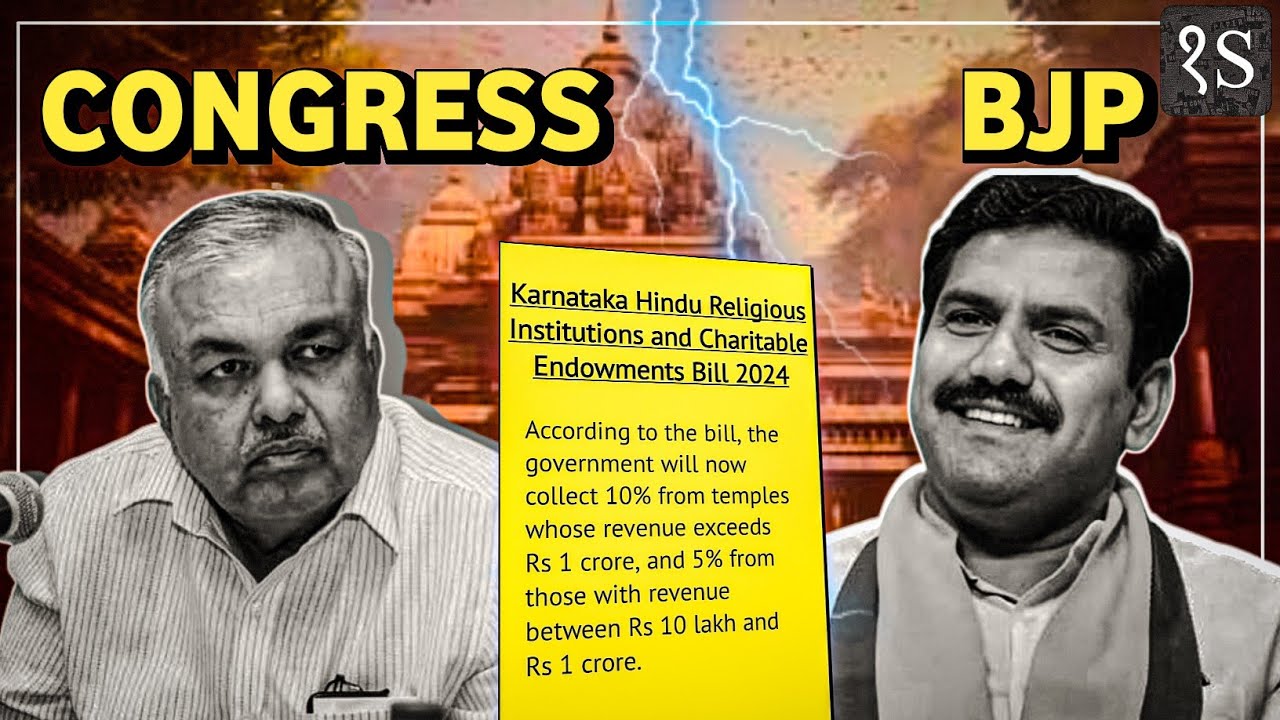 CONGRESS
BJP
१S
Karnataka Hindu Religious
Institutions and Charitable
Endowments Bill 2024
According to the bill, the
government will now
collect 10% from temples
whose revenue exceeds
Rs 1 crore, and 5% from
those with revenue
between Rs 10 lakh and
Rs 1 crore.